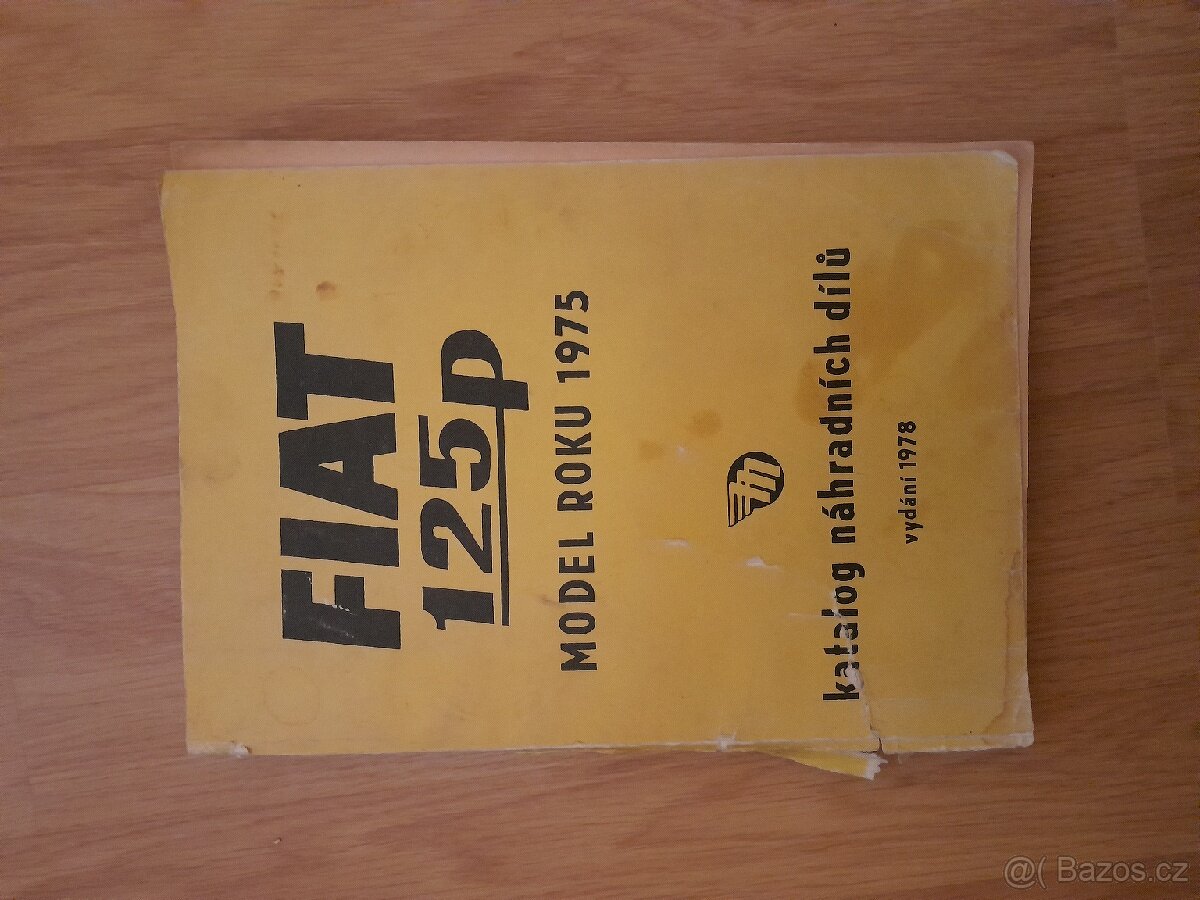 FIAT
125p
MODEL ROKU 1975
katalog náhradních dílů
vydání 1978
@( Bazos.cz